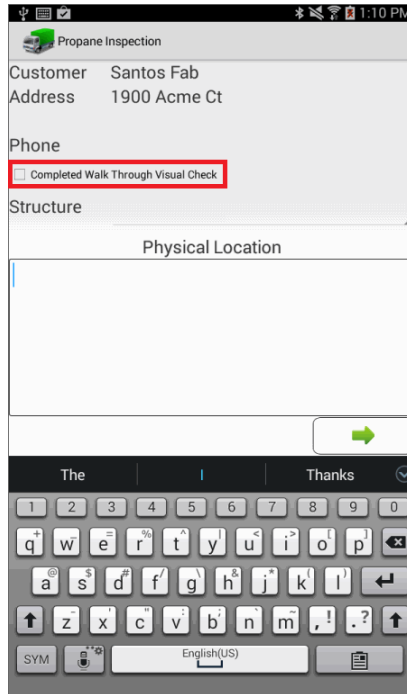 1:10 PM
Propane Inspection
Customer Santos Fab
Address 1900 Acme Ct
Phone
Completed Walk Through Visual Check
Structure
Physical Location
The I Thanks
1 2 3 4 5 6 7 8 9 0
q+ w` e= r% t^ y| u< i> o[ p]
a@ s$ d# f/ g\ h& j* k( l)
z- x' c" v: b; n` m~ ,! .?
SYM English(US)